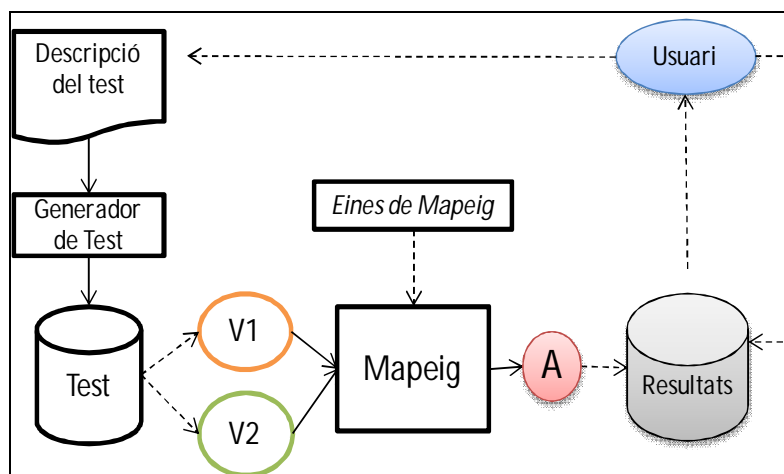 Descripció
del test
Usuari
Generador
de Test
Eines de Mapeig
V1
Test
V2
Mapeig
A
Resultats